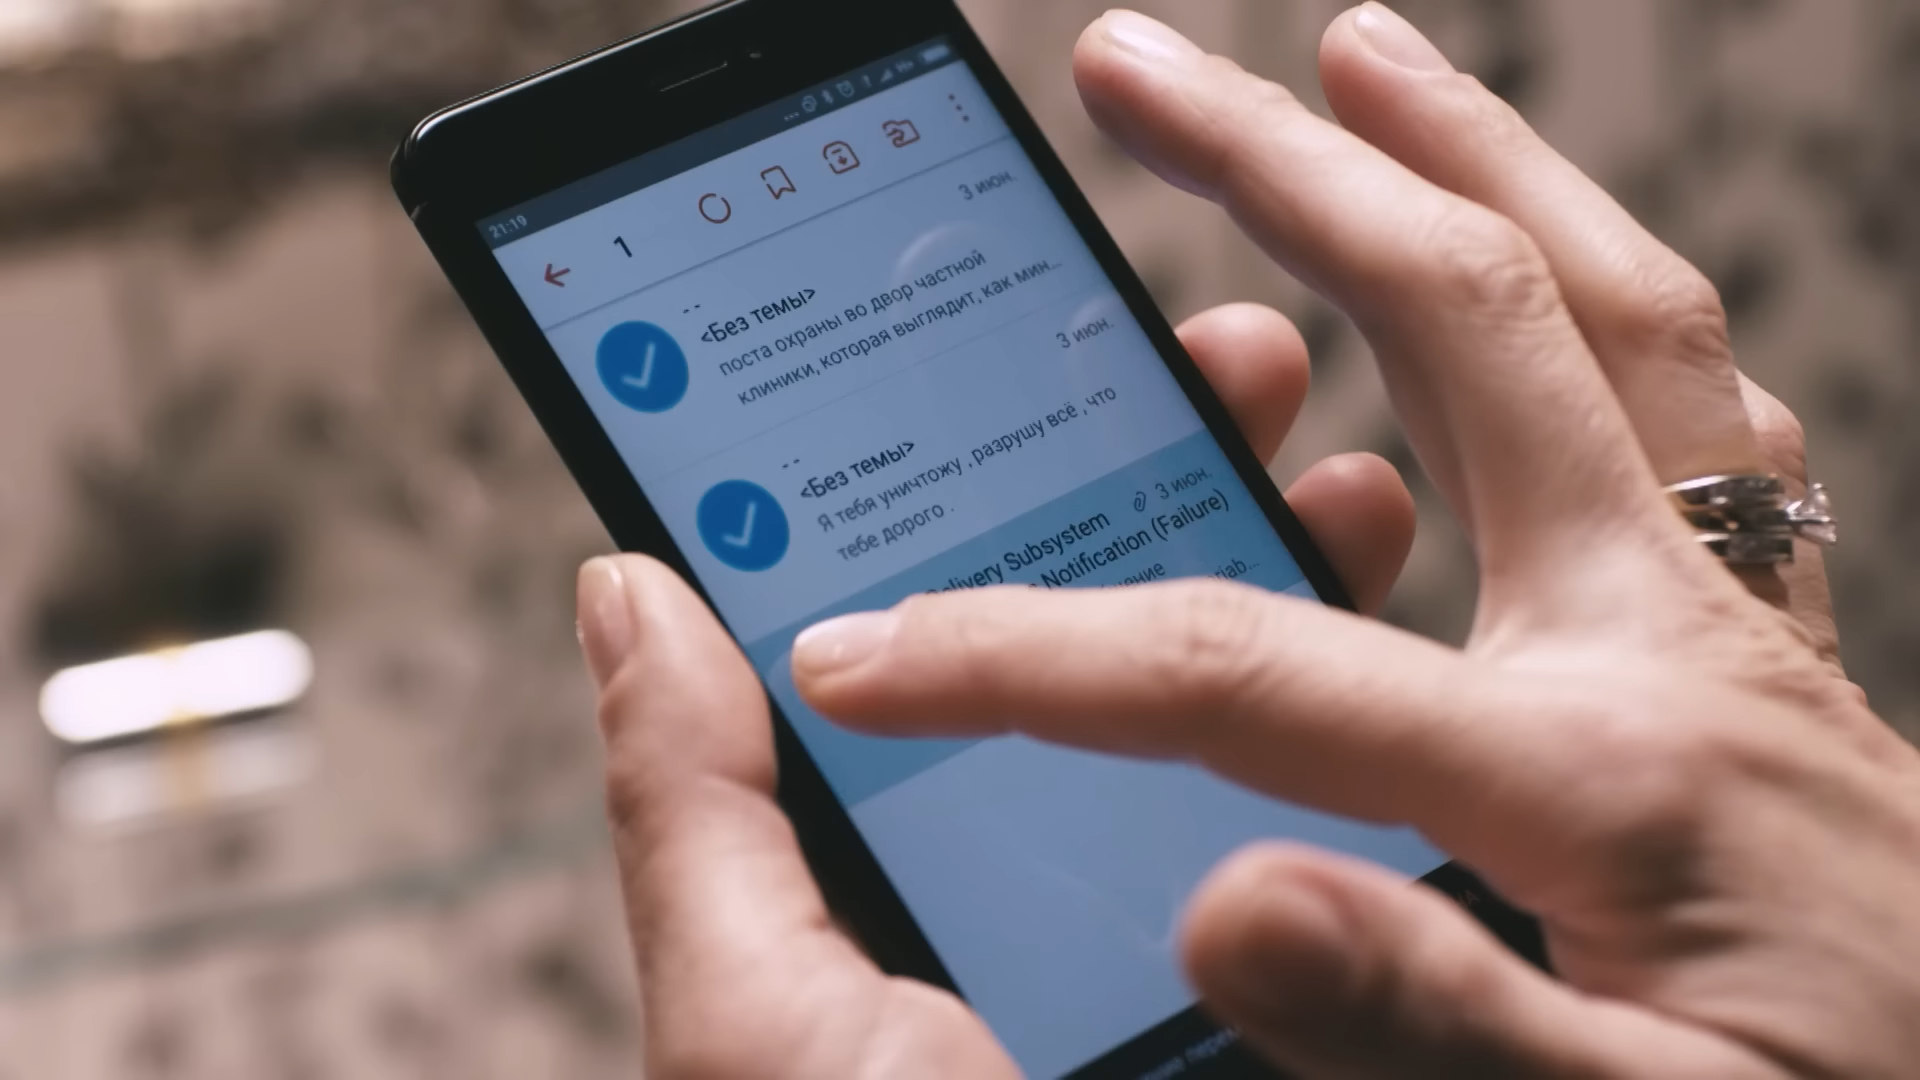 21:19
1
3 июн.
- -
<Без темы>
поста охраны во двор частной
клиники, которая выглядит, как мин...
3 июн.
- -
<Без темы>
Я тебя уничтожу , разрушу всё , что
тебе дорого .
3 июн.
Delivery Subsystem
Notification (Failure)